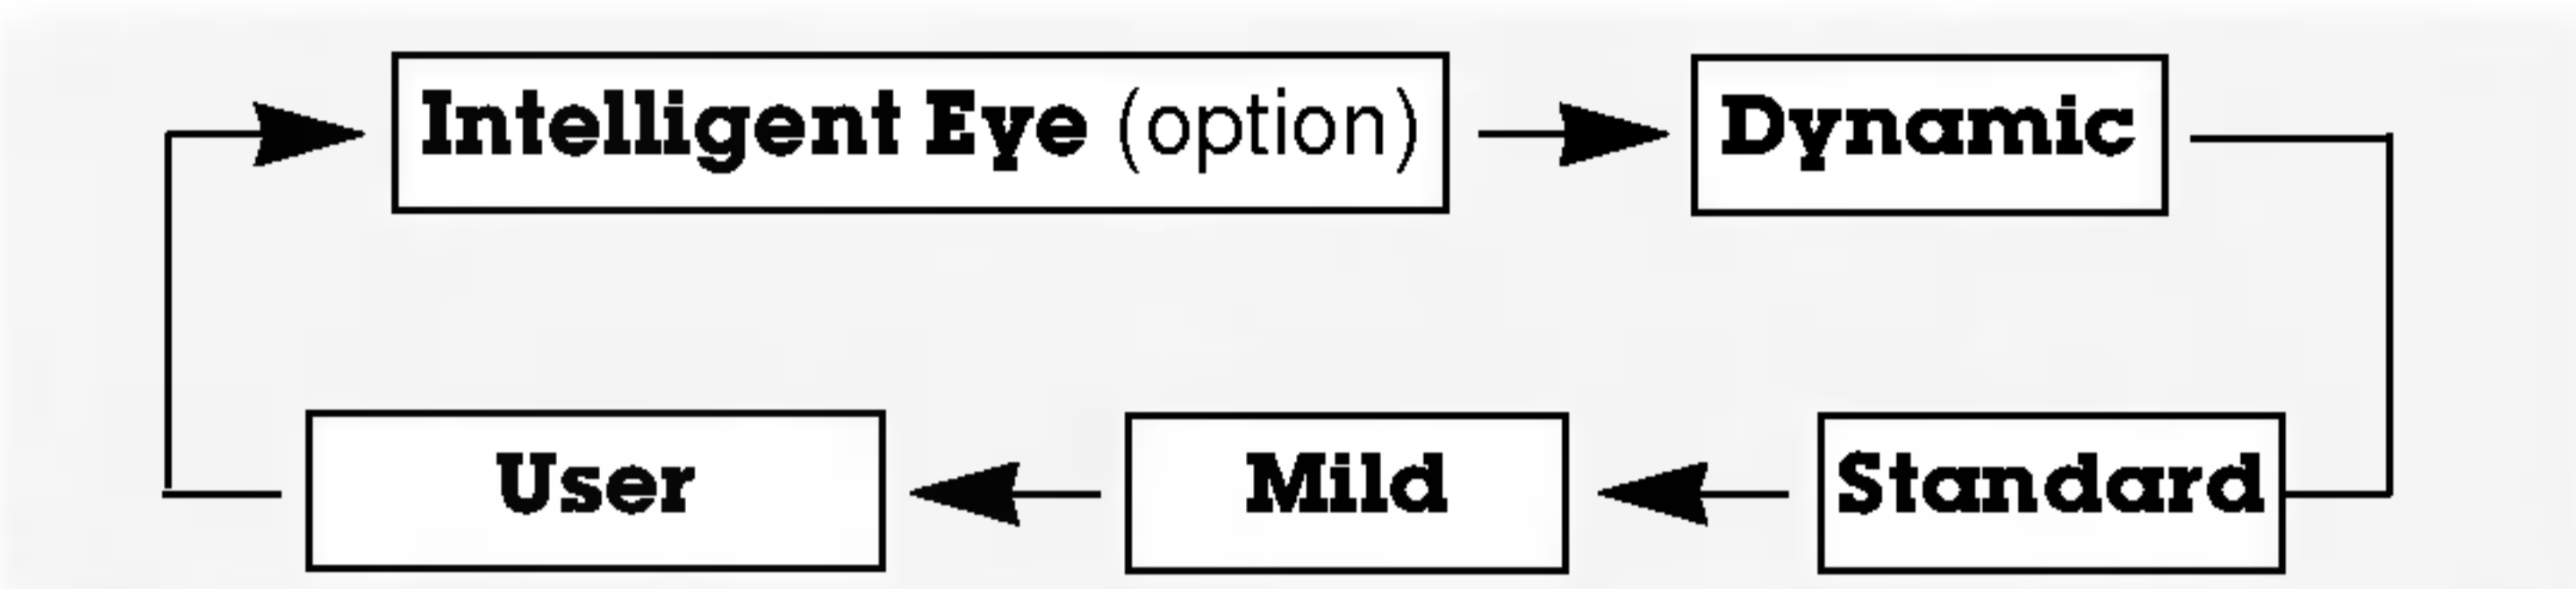 Intelligent Eye (option)
Dynamic
User
Mild
Standard